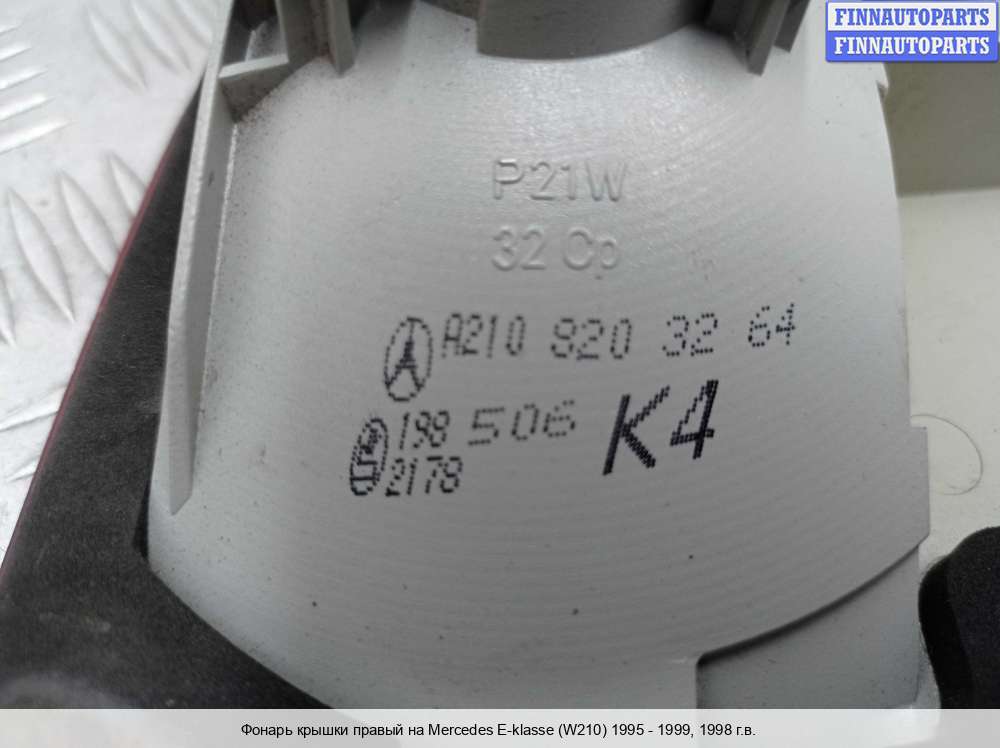 FINNAUTOPARTS
FINNAUTOPARTS
P21W
32 Cp
A210 820 32 64
198 506 K4
2178
Фонарь крышки правый на Mercedes E-klasse (W210) 1995 - 1999, 1998 г.в.